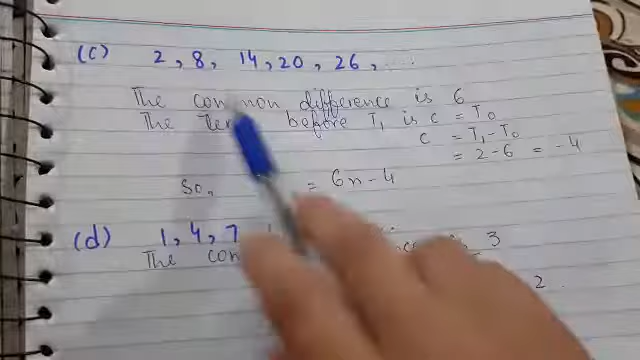 (c) 2, 8, 14, 20, 26, ....
The common difference is 6
The before T₁ is c = T₀
c = T₁ - T₀
= 2 - 6 = -4
so, = 6n - 4
(d) 1, 4, 7,
The 3
2